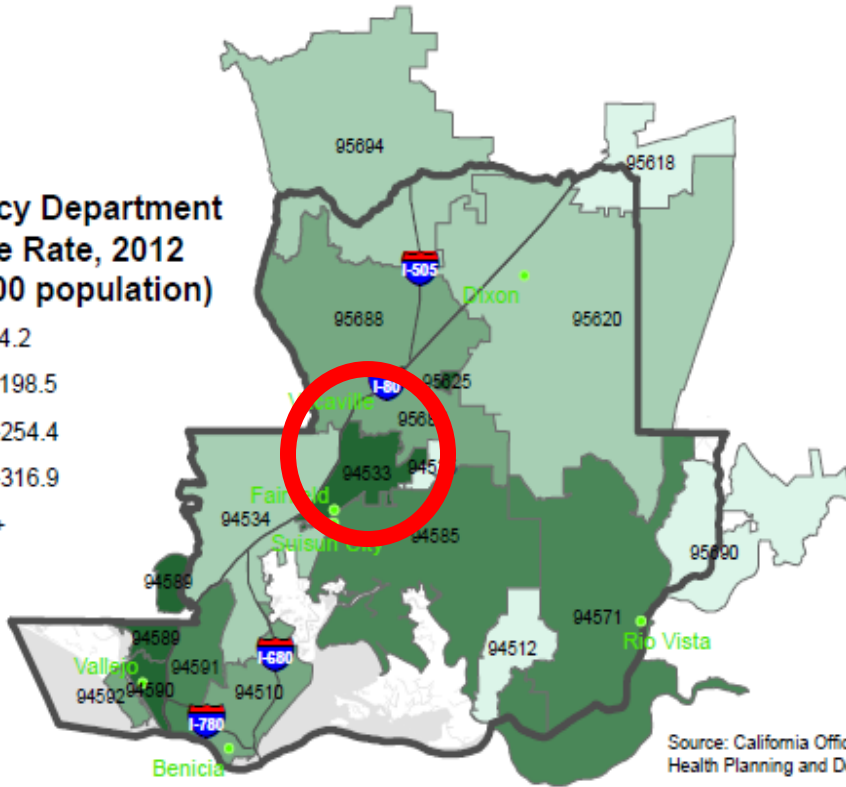 cy Department
e Rate, 2012
00 population)
4.2
198.5
254.4
316.9
+
95694
95618
I-505
Dixon
95688
95620
I-80
95625
Vacaville
9568
94533
945
Fairfield
94534
Suisun City
94585
95690
94589
94571
94512
Rio Vista
94589
94591
I-680
Vallejo
94592
94590
94510
I-780
Benicia
Source: California Offic
Health Planning and D